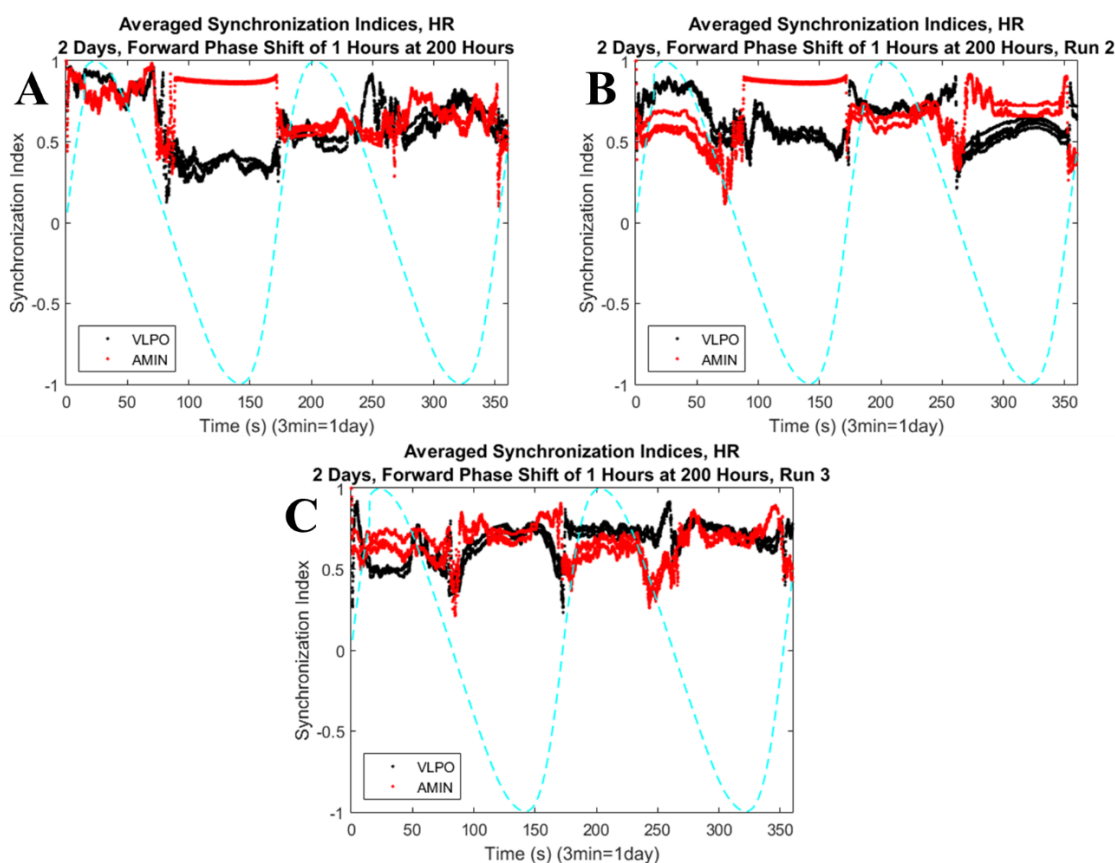 Averaged Synchronization Indices, HR
2 Days, Forward Phase Shift of 1 Hours at 200 Hours
A
Synchronization Index
1
0.5
0
-0.5
-1
VLPO
AMIN
0 50 100 150 200 250 300 350
Time (s) (3min=1day)
Averaged Synchronization Indices, HR
2 Days, Forward Phase Shift of 1 Hours at 200 Hours, Run 2
B
Synchronization Index
1
0.5
0
-0.5
-1
VLPO
AMIN
0 50 100 150 200 250 300 350
Time (s) (3min=1day)
Averaged Synchronization Indices, HR
2 Days, Forward Phase Shift of 1 Hours at 200 Hours, Run 3
C
Synchronization Index
1
0.5
0
-0.5
-1
VLPO
AMIN
0 50 100 150 200 250 300 350
Time (s) (3min=1day)